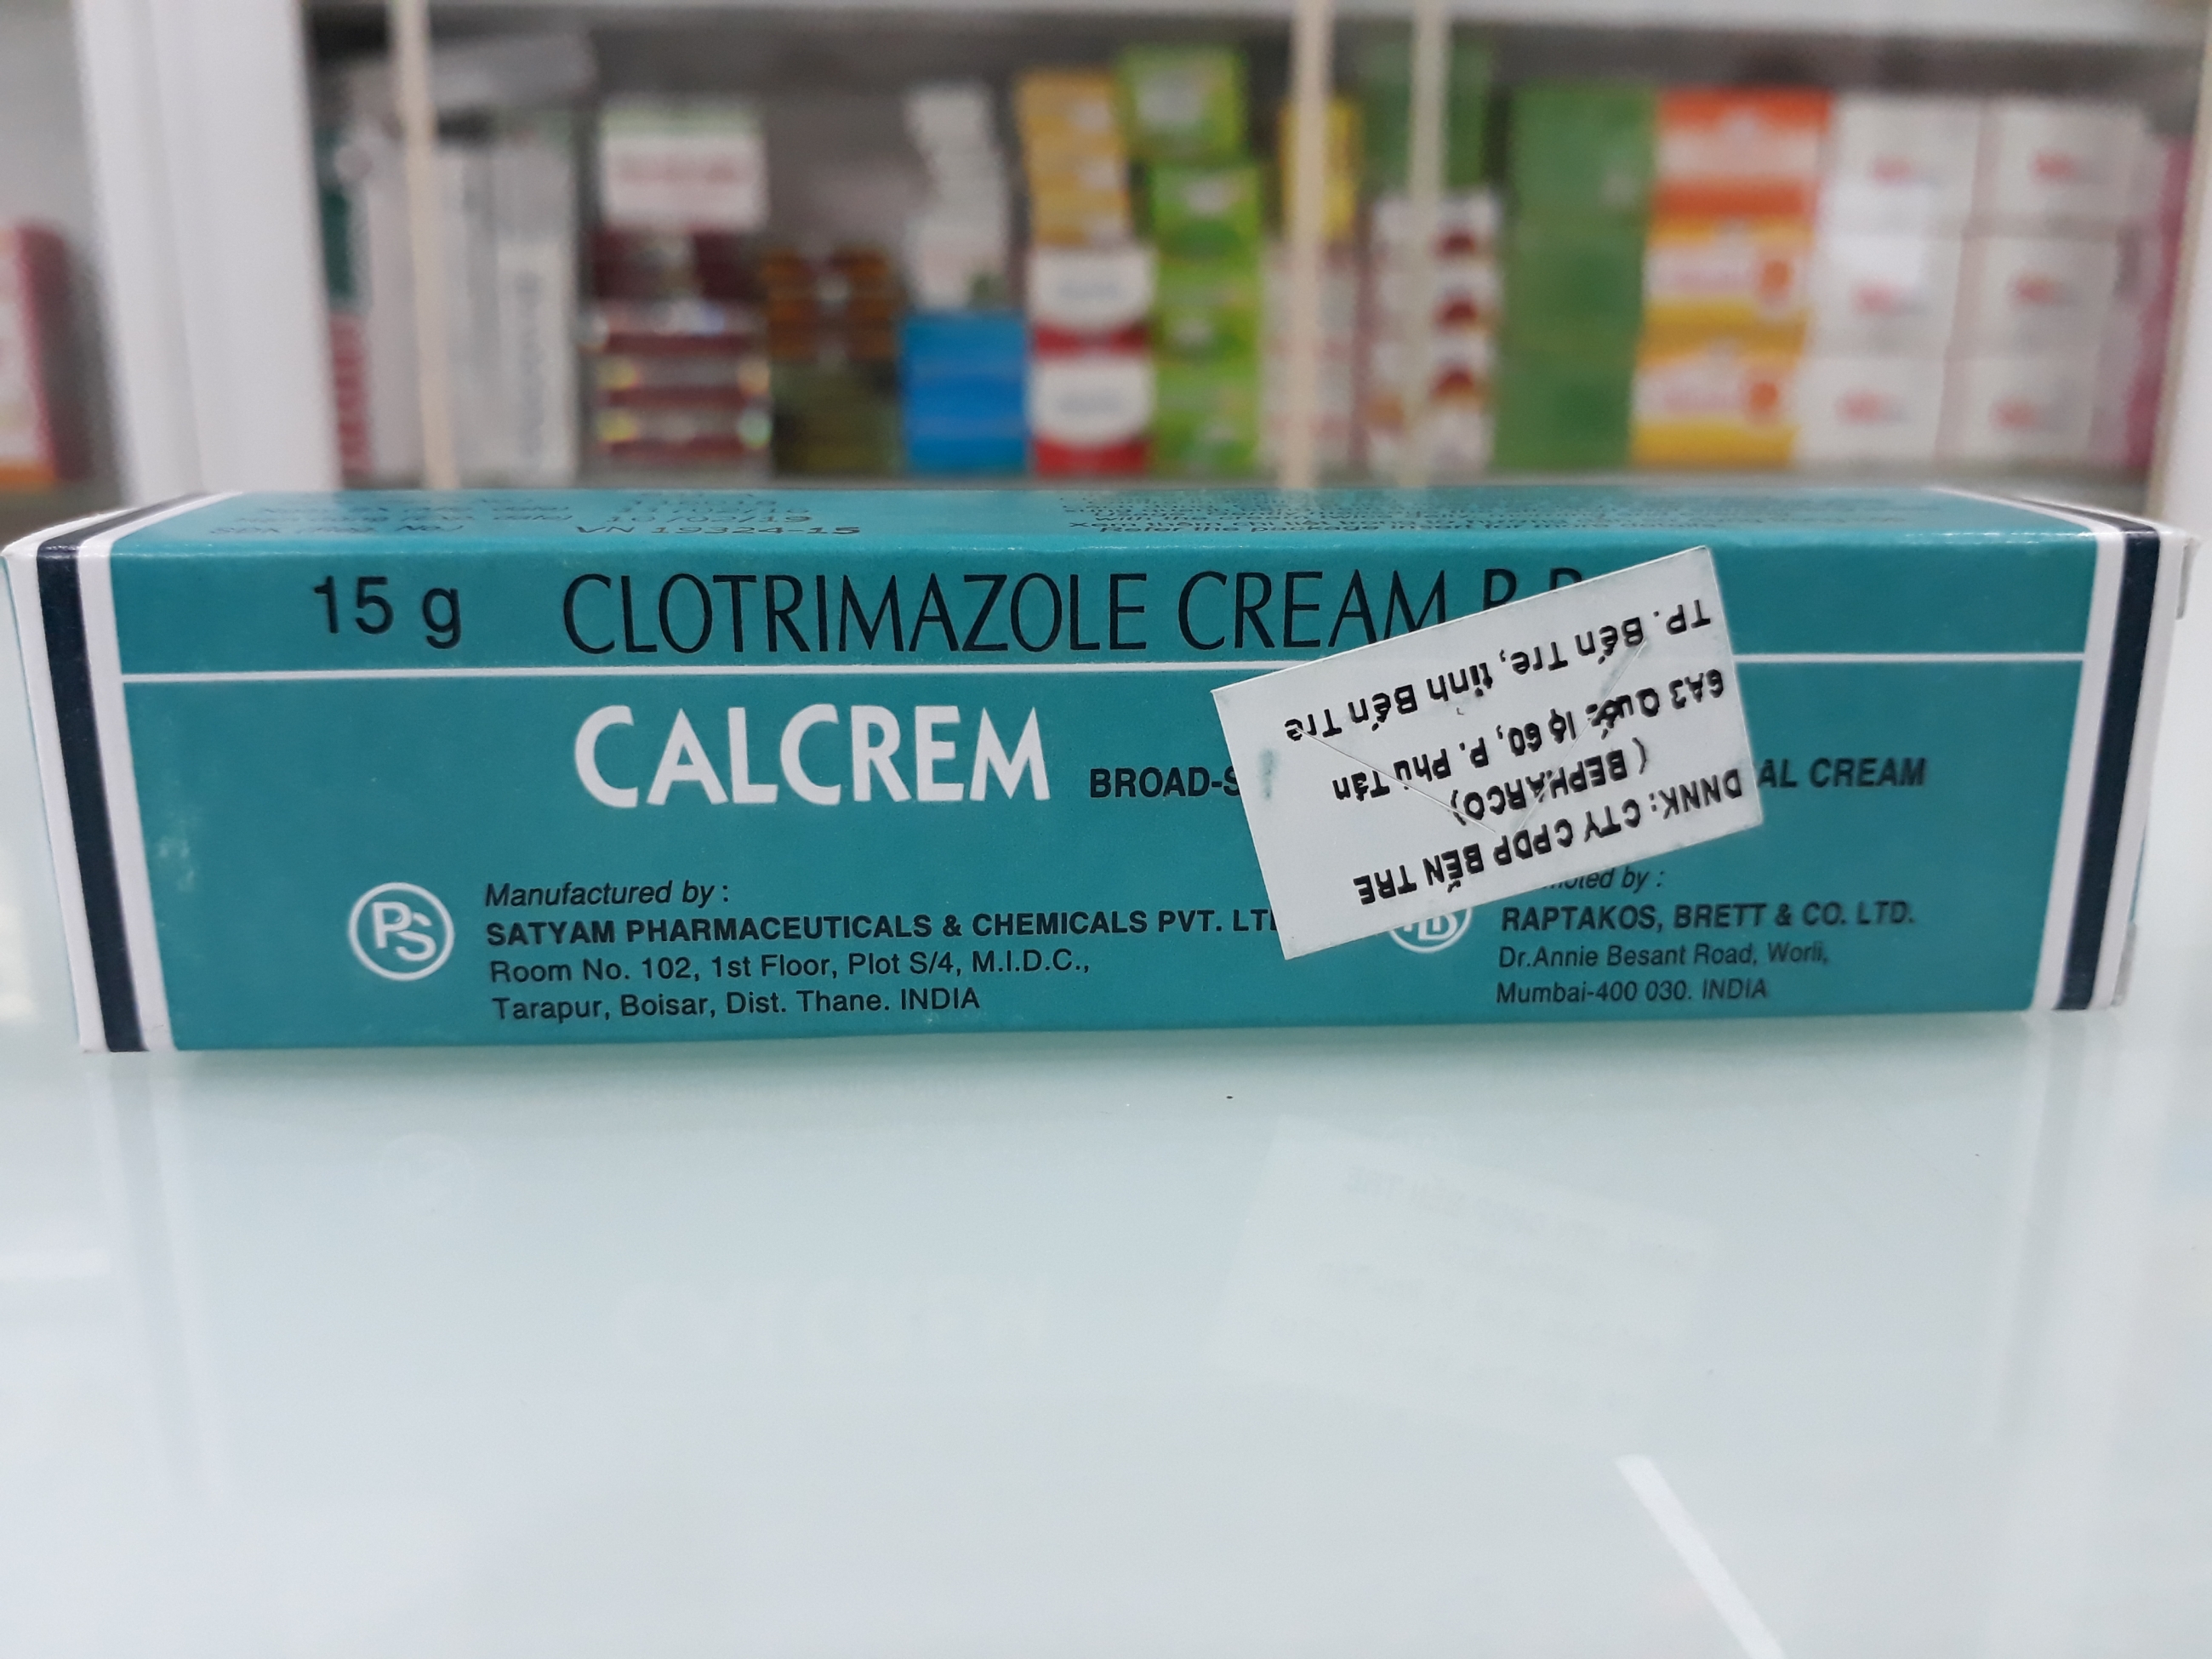 VN 19324-15
15 g CLOTRIMAZOLE CREAM
CALCREM
BROAD-S
AL CREAM
PS
Manufactured by :
SATYAM PHARMACEUTICALS & CHEMICALS PVT. LT
Room No. 102, 1st Floor, Plot S/4, M.I.D.C.,
Tarapur, Boisar, Dist. Thane. INDIA
DNNK: CTY CPDP BẾN TRE
( BEPHARCO)
6A3 Quốc lộ 60, P. Phú Tân
TP. Bến Tre, tỉnh Bến Tre
by :
RAPTAKOS, BRETT & CO. LTD.
Dr.Annie Besant Road, Worli,
Mumbai-400 030. INDIA